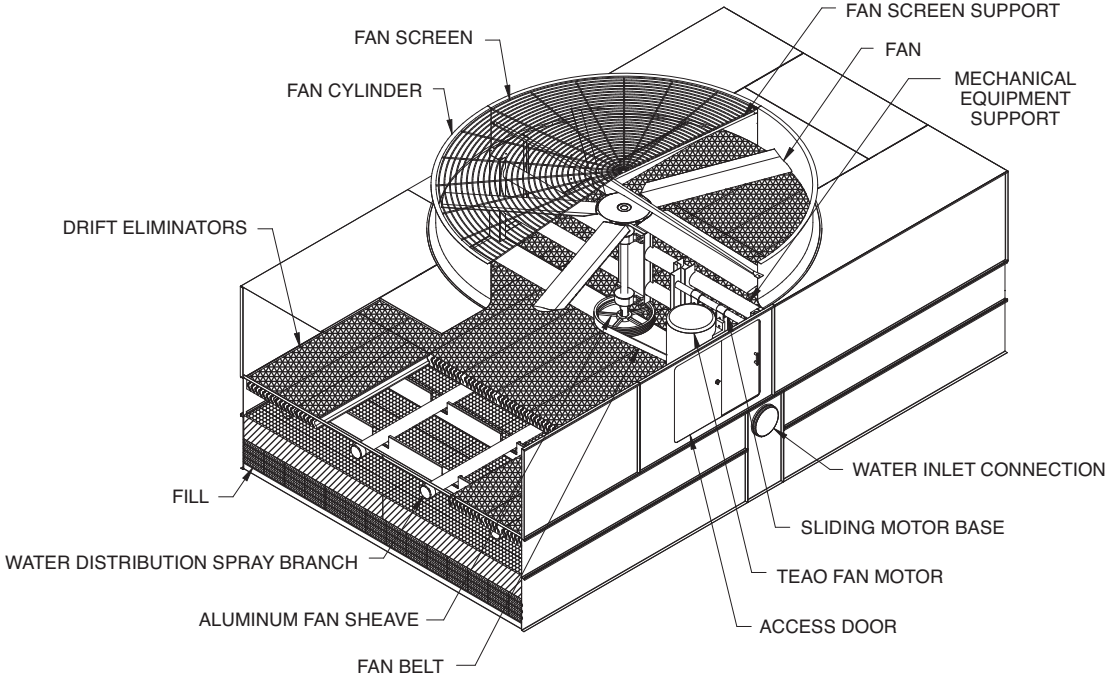 FAN SCREEN SUPPORT
FAN SCREEN
FAN
MECHANICAL
EQUIPMENT
SUPPORT
FAN CYLINDER
DRIFT ELIMINATORS
WATER INLET CONNECTION
FILL
SLIDING MOTOR BASE
WATER DISTRIBUTION SPRAY BRANCH
TEAO FAN MOTOR
ALUMINUM FAN SHEAVE
ACCESS DOOR
FAN BELT